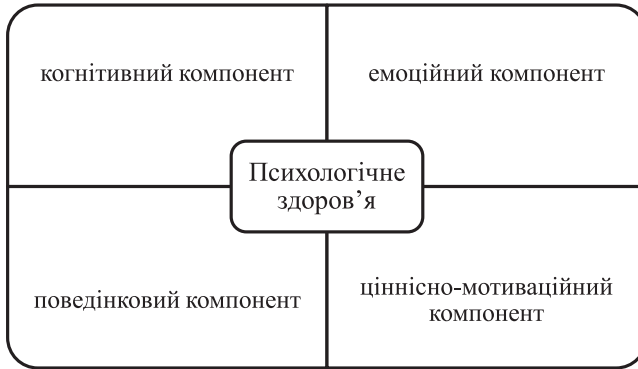 когнітивний компонент
емоційний компонент
Психологічне
здоров’я
поведінковий компонент
ціннісно-мотиваційний
компонент